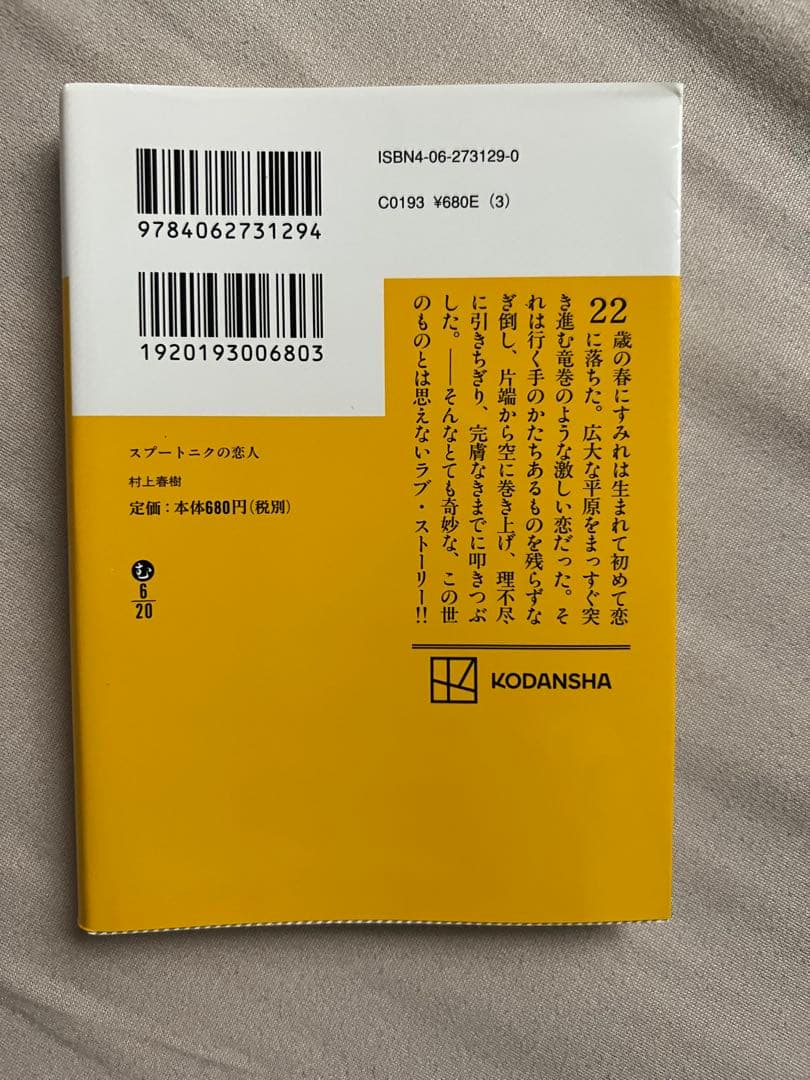 ISBN4-06-273129-0
C0193 ¥680E (3)
9784062731294
1920193006803
22歳の春にすみれは生まれて初めて恋
に落ちた。広大な平原をまっすぐ突
き進む竜巻のような激しい恋だった。そ
れは行く手のかたちあるものを残らずな
ぎ倒し、片端から空に巻き上げ、理不尽
に引きちぎり、完膚なきまでに叩きつぶ
した。――そんなとても奇妙な、この世
のものとは思えないラブ・ストーリー!!
スプートニクの恋人
村上春樹
定価:本体680円(税別)
む
6
20
KODANSHA